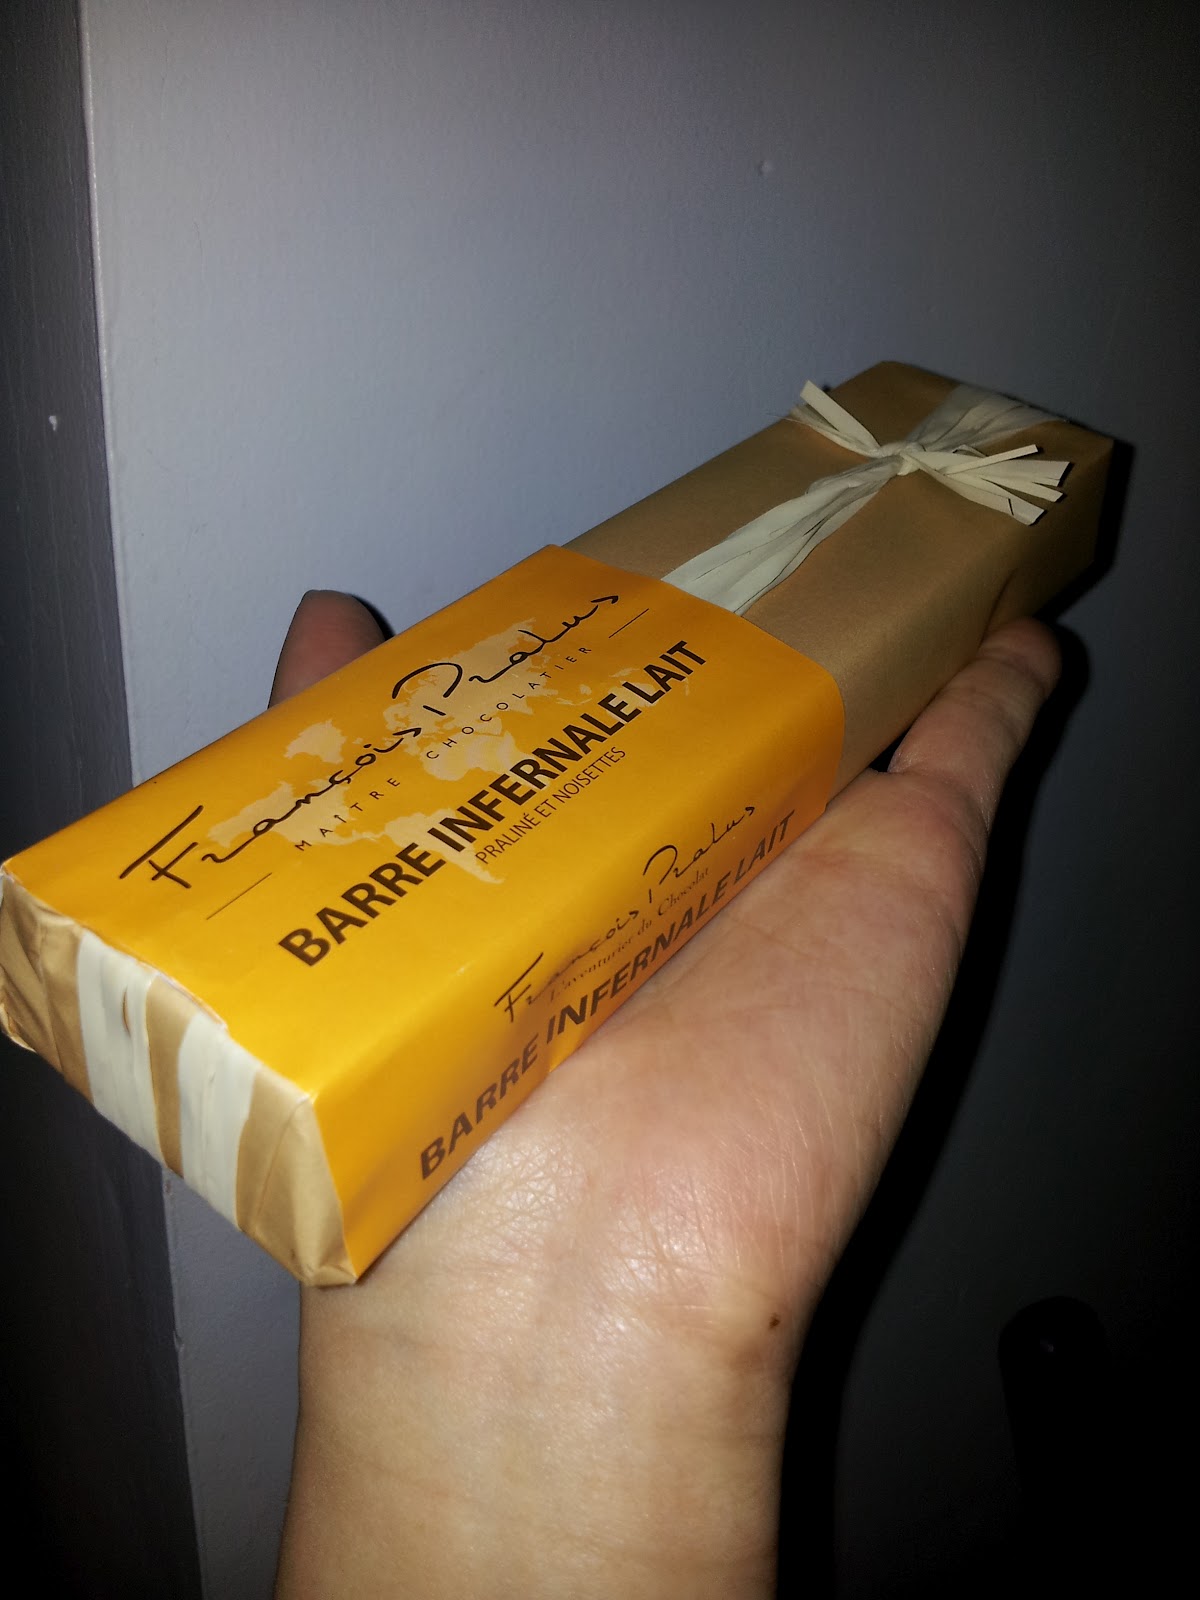 François Pralus
MAÎTRE CHOCOLATIER
BARRE INFERNALE LAIT
PRALINÉ ET NOISETTES
François Pralus
L'aventurier du Chocolat
BARRE INFERNALE LAIT